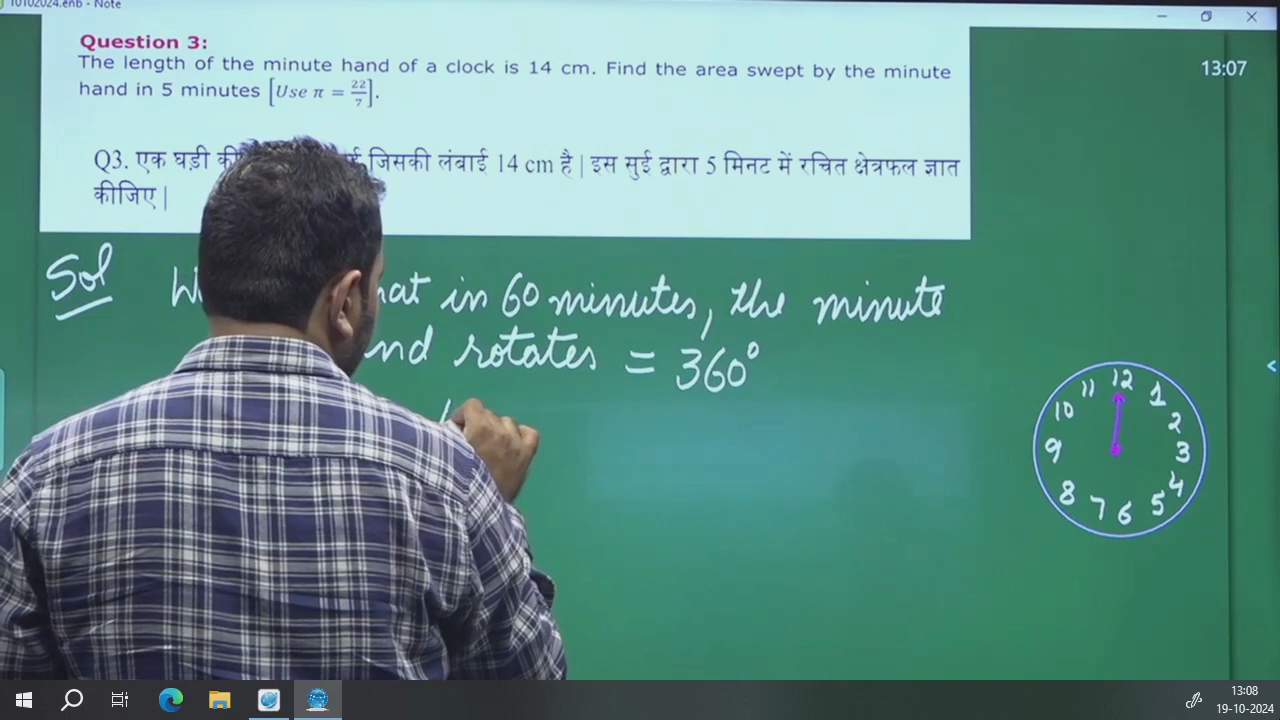 10102024.enb - Note
Question 3:
The length of the minute hand of a clock is 14 cm. Find the area swept by the minute
hand in 5 minutes [Use π = 22/7].
13:07
Q3. एक घड़ी की जिसकी लंबाई 14 cm है | इस सुई द्वारा 5 मिनट में रचित क्षेत्रफल ज्ञात
कीजिए |
Sol in 60 minutes, the minute
rotates = 360°
12
11 1
10 2
9 3
8 4
7 6 5
13:08
19-10-2024